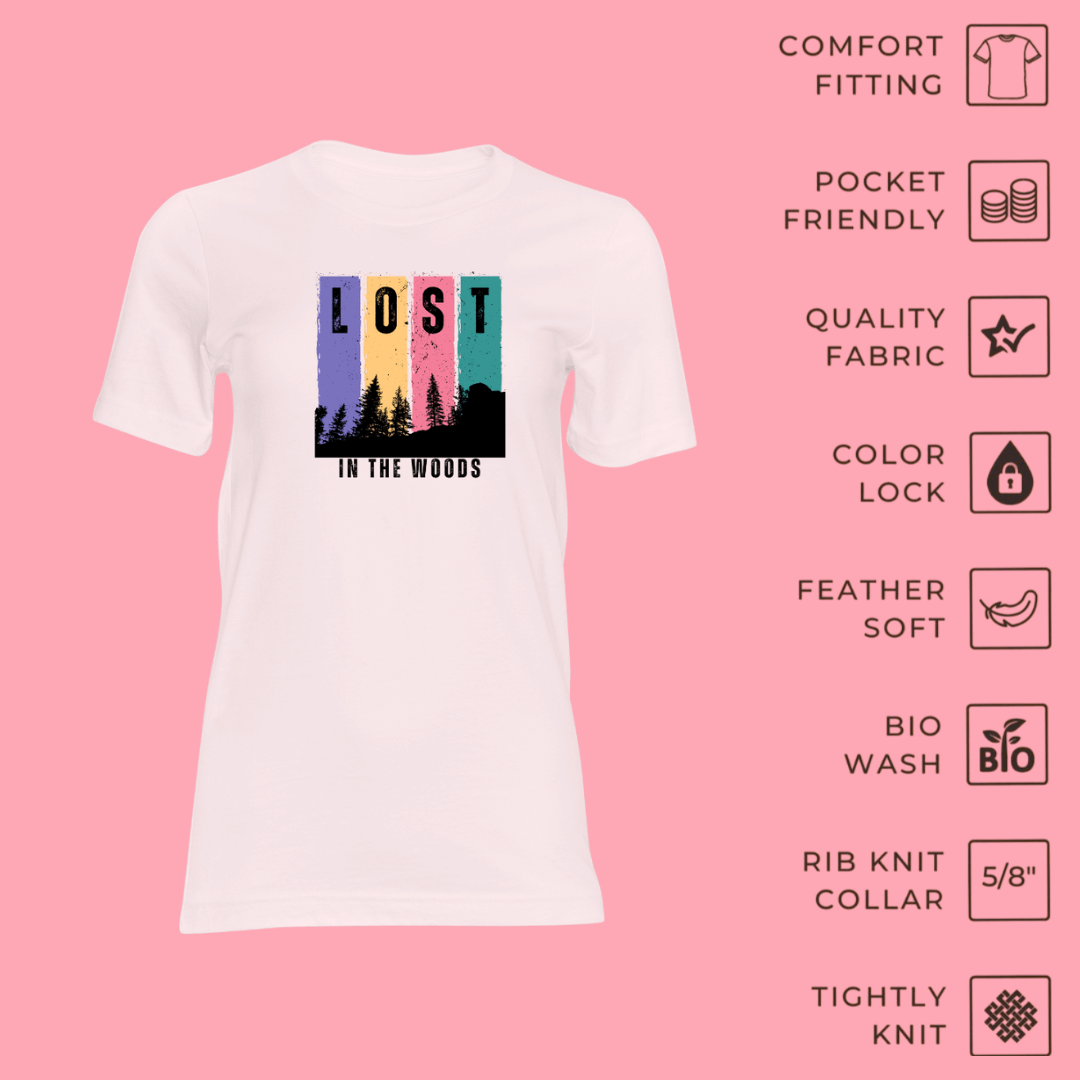 LOST
IN THE WOODS
COMFORT
FITTING
POCKET
FRIENDLY
QUALITY
FABRIC
COLOR
LOCK
FEATHER
SOFT
BIO
WASH
BIO
RIB KNIT
COLLAR
5/8"
TIGHTLY
KNIT